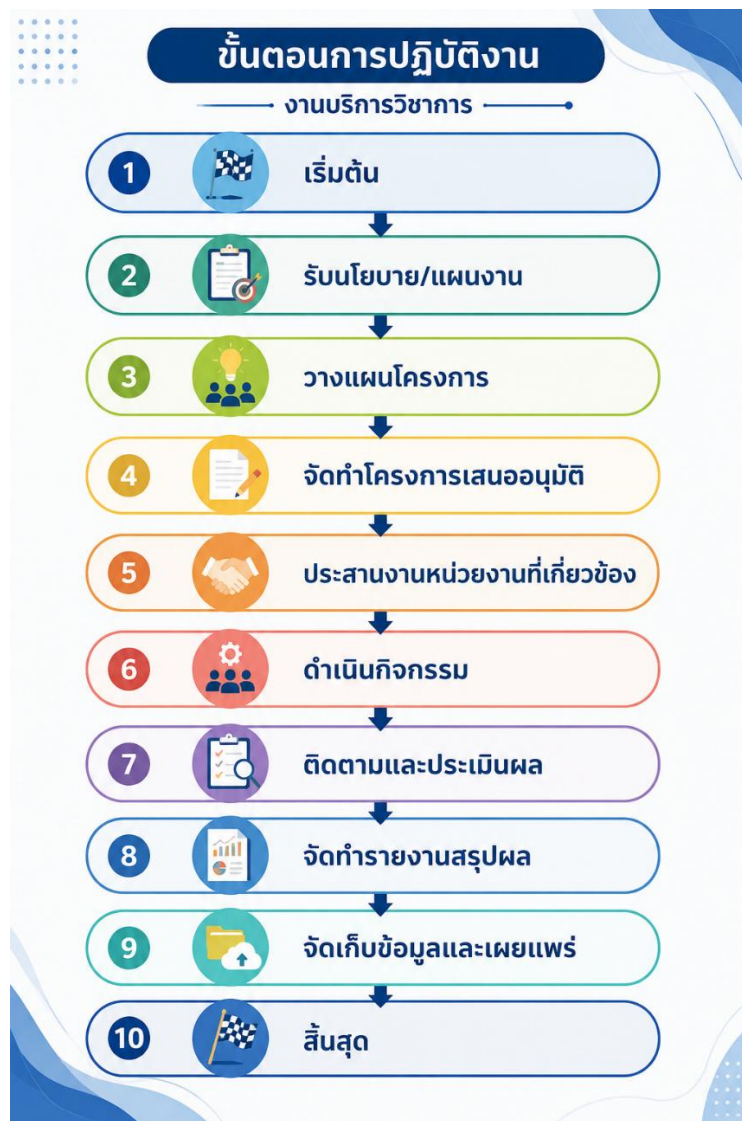 ขั้นตอนการปฏิบัติงาน
งานบริการวิชาการ
1 เริ่มต้น
2 รับนโยบาย/แผนงาน
3 วางแผนโครงการ
4 จัดทำโครงการเสนออนุมัติ
5 ประสานงานหน่วยงานที่เกี่ยวข้อง
6 ดำเนินกิจกรรม
7 ติดตามและประเมินผล
8 จัดทำรายงานสรุปผล
9 จัดเก็บข้อมูลและเผยแพร่
10 สิ้นสุด